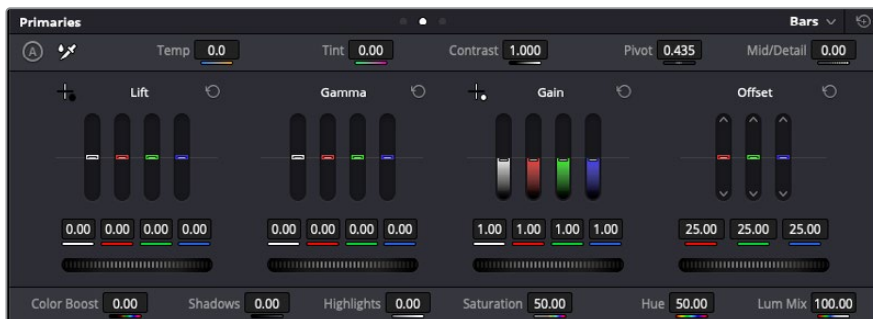 Primaries Bars
A Temp 0.0 Tint 0.00 Contrast 1.000 Pivot 0.435 Mid/Detail 0.00
Lift Gamma Gain Offset
0.00 0.00 0.00 0.00 0.00 0.00 0.00 0.00 1.00 1.00 1.00 1.00 25.00 25.00 25.00
Color Boost 0.00 Shadows 0.00 Highlights 0.00 Saturation 50.00 Hue 50.00 Lum Mix 100.00